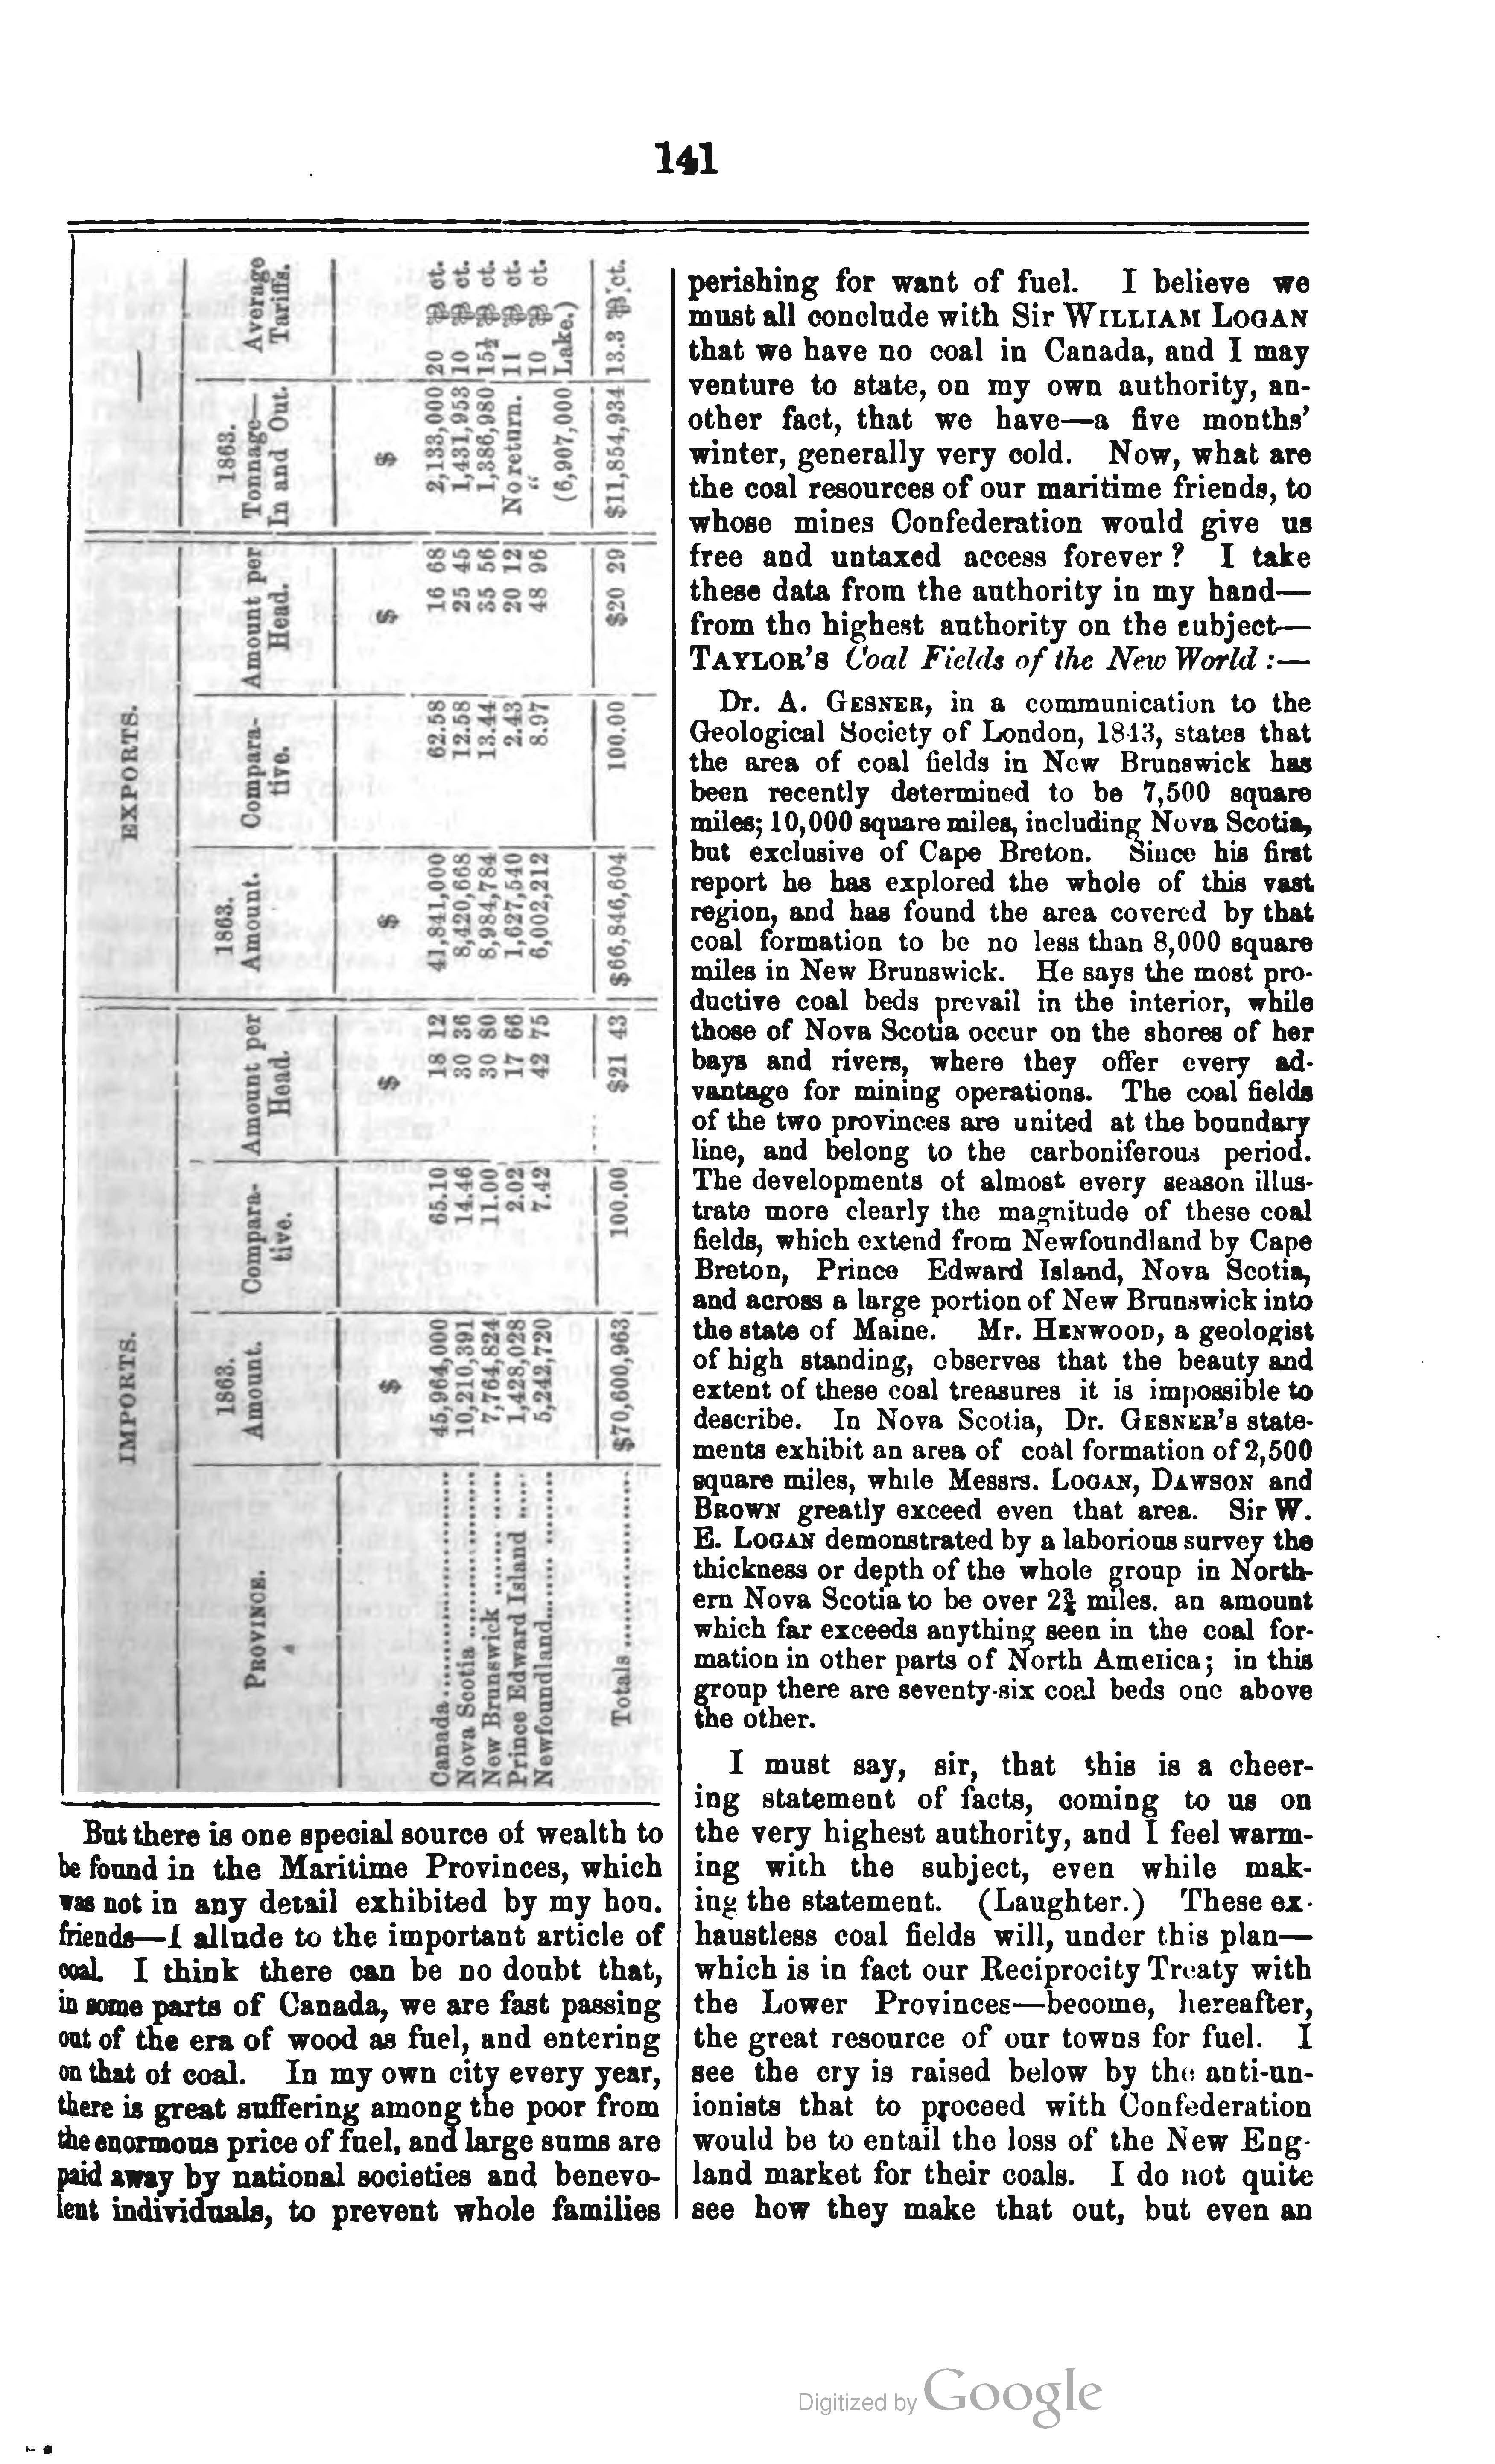 141
IMPORTS. EXPORTS. —
PROVINCE. 1863. Amount. Compara-tive. Amount per Head. 1863. Amount. Compara-tive. Amount per Head. 1863. Tonnage— In and Out. Average Tariffs.
$ $ $ $ $
Canada............................ 45,964,000 65.10 18 12 41,841,000 62.58 16 68 2,133,000 20 ⅌ ct.
Nova Scotia ..................... 10,210,391 14.46 30 36 8,420,668 12.58 25 45 1,431,953 10 ⅌ ct.
New Brunswick ....... ...... 7,764,824 11.00 30 80 8,984,784 13.44 35 56 1,386,980 15½ ⅌ ct.
Prince Edward Island .... 1,428,028 2.02 17 66 1,627,540 2.43 20 12 No return. 11 ⅌ ct.
Newfoundland................... 5,242,720 7.42 42 75 6,002,212 8.97 48 96 “ 10 ⅌ ct.
(6,907,000 Lake.)
Totals........................ $70,600,963 100.00 $21 43 $66,846,604 100.00 $20 29 $11,854,934 13.3 ⅌ ct.
But there is one special source of wealth to
be found in the Maritime Provinces, which
was not in any detail exhibited by my hon.
friends—I allude to the important article of
coal. I think there can be no doubt that,
in some parts of Canada, we are fast passing
out of the era of wood as fuel, and entering
on that of coal. In my own city every year,
there is great suffering among the poor from
the enormous price of fuel, and large sums are
paid away by national societies and benevo-
lent individuals, to prevent whole families
perishing for want of fuel. I believe we
must all conclude with Sir WILLIAM LOGAN
that we have no coal in Canada, and I may
venture to state, on my own authority, an-
other fact, that we have—a five months'
winter, generally very cold. Now, what are
the coal resources of our maritime friends, to
whose mines Confederation would give us
free and untaxed access forever? I take
these data from the authority in my hand—
from the highest authority on the subject—
TAYLOR'S Coal Fields of the New World :—
Dr. A. GESNER, in a communication to the
Geological Society of London, 1843, states that
the area of coal fields in New Brunswick has
been recently determined to be 7,500 square
miles; 10,000 square miles, including Nova Scotia,
but exclusive of Cape Breton. Since his first
report he has explored the whole of this vast
region, and has found the area covered by that
coal formation to be no less than 8,000 square
miles in New Brunswick. He says the most pro-
ductive coal beds prevail in the interior, while
those of Nova Scotia occur on the shores of her
bays and rivers, where they offer every ad-
vantage for mining operations. The coal fields
of the two provinces are united at the boundary
line, and belong to the carboniferous period.
The developments of almost every season illus-
trate more clearly the magnitude of these coal
fields, which extend from Newfoundland by Cape
Breton, Prince Edward Island, Nova Scotia,
and across a large portion of New Brunswick into
the state of Maine. Mr. HENWOOD, a geologist
of high standing, observes that the beauty and
extent of these coal treasures it is impossible to
describe. In Nova Scotia, Dr. GESNER'S state-
ments exhibit an area of coal formation of 2,500
square miles, while Messrs. LOGAN, DAWSON and
BROWN greatly exceed even that area. Sir W.
E. LOGAN demonstrated by a laborious survey the
thickness or depth of the whole group in North-
ern Nova Scotia to be over 2¾ miles, an amount
which far exceeds anything seen in the coal for-
mation in other parts of North America; in this
group there are seventy-six coal beds one above
the other.
I must say, sir, that this is a cheer-
ing statement of facts, coming to us on
the very highest authority, and I feel warm-
ing with the subject, even while mak-
ing the statement. (Laughter.) These ex-
haustless coal fields will, under this plan—
which is in fact our Reciprocity Treaty with
the Lower Provinces—become, hereafter,
the great resource of our towns for fuel. I
see the cry is raised below by the anti-un-
ionists that to proceed with Confederation
would be to entail the loss of the New Eng-
land market for their coals. I do not quite
see how they make that out, but even an
Digitized by Google